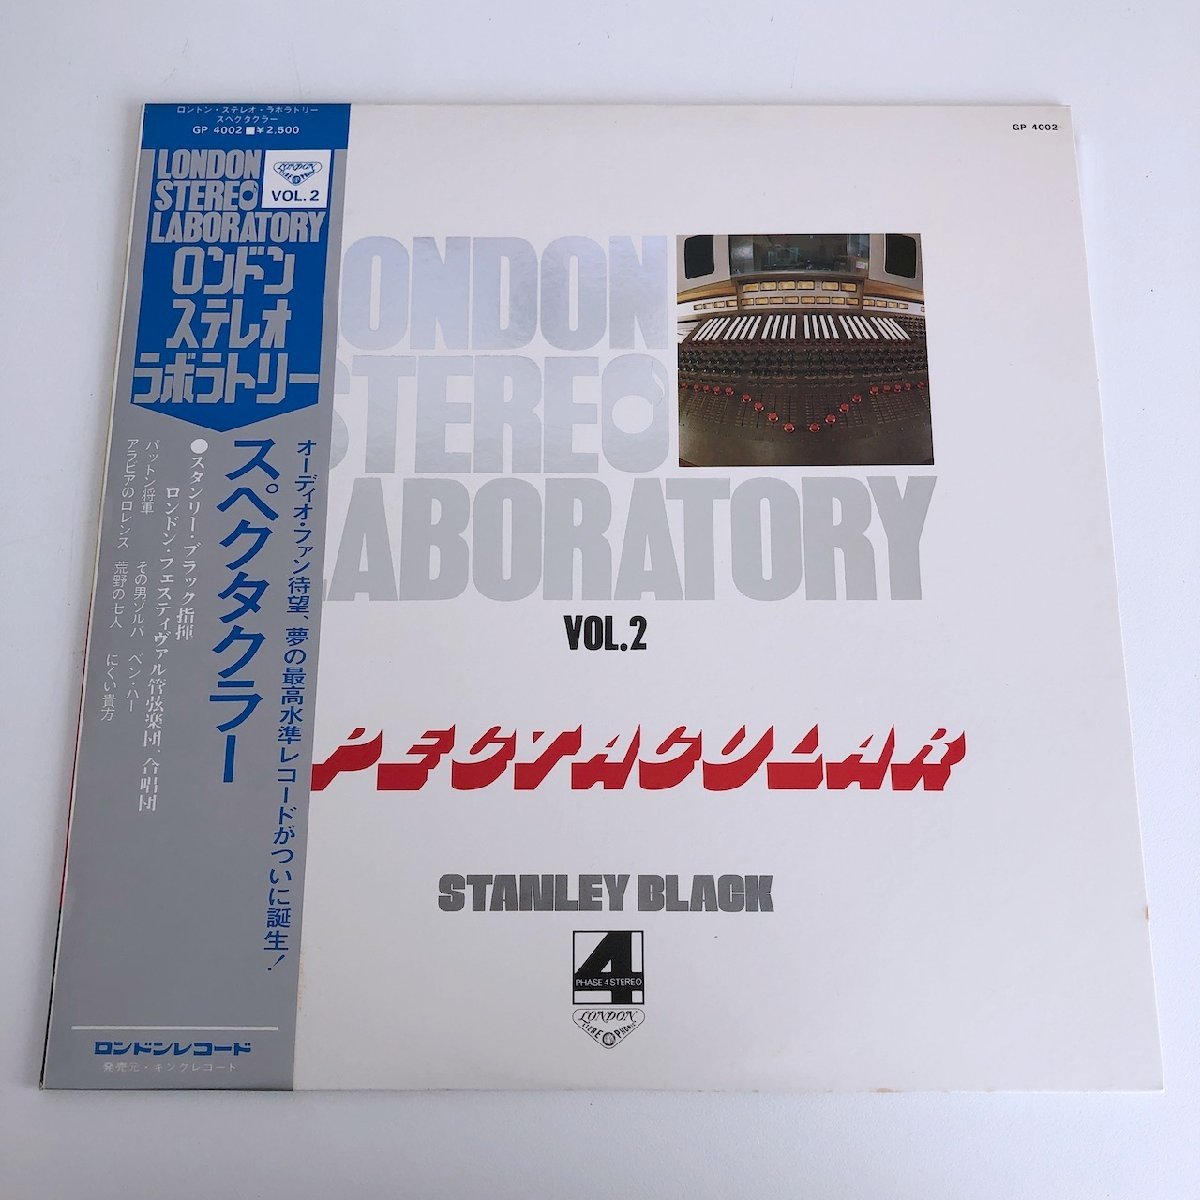 ロンドン・ステレオ・ラボラトリー
スペクタクラー
GP 4002 ■ ¥2,500
LONDON
STEREO
LABORATORY
LONDON
VOL.2
ロンドン
ステレオ
ラボラトリー
オーディオ・ファン待望、夢の最高水準レコードがついに誕生！
スペクタクラー
●スタンリー・ブラック指揮
ロンドン・フェスティヴァル管弦楽団、合唱団
パットン将軍 その男ゾルバ ベン・ハー
アラビアのロレンス 荒野の七人 にくい貴方
ロンドンレコード
発売元・キングレコード
GP 4002
ONDON
STEREO
LABORATORY
VOL.2
PECTACULAR
STANLEY BLACK
4
PHASE 4 STEREO
LONDON